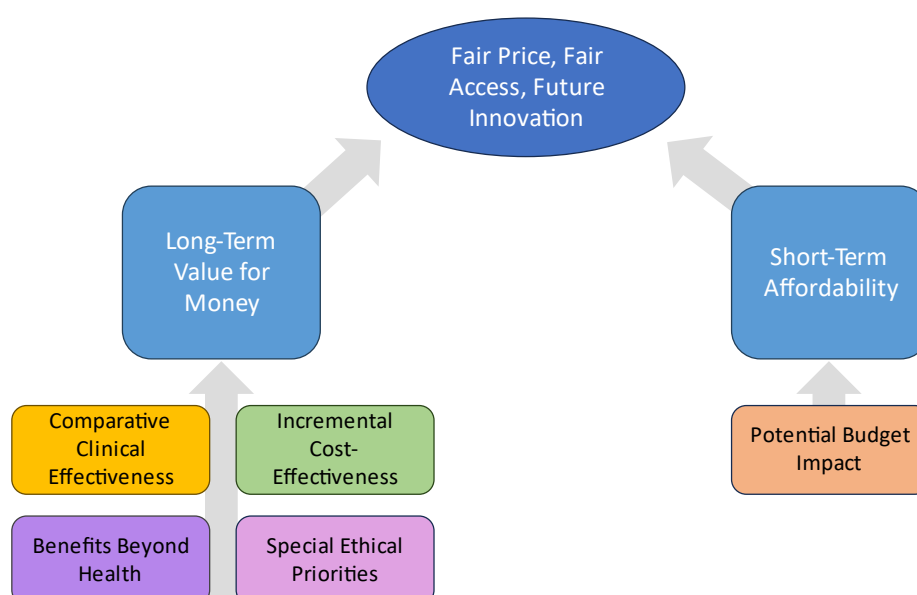 Fair Price, Fair
Access, Future
Innovation
Long-Term
Value for
Money
Short-Term
Affordability
Comparative
Clinical
Effectiveness
Incremental
Cost-
Effectiveness
Potential Budget
Impact
Benefits Beyond
Health
Special Ethical
Priorities